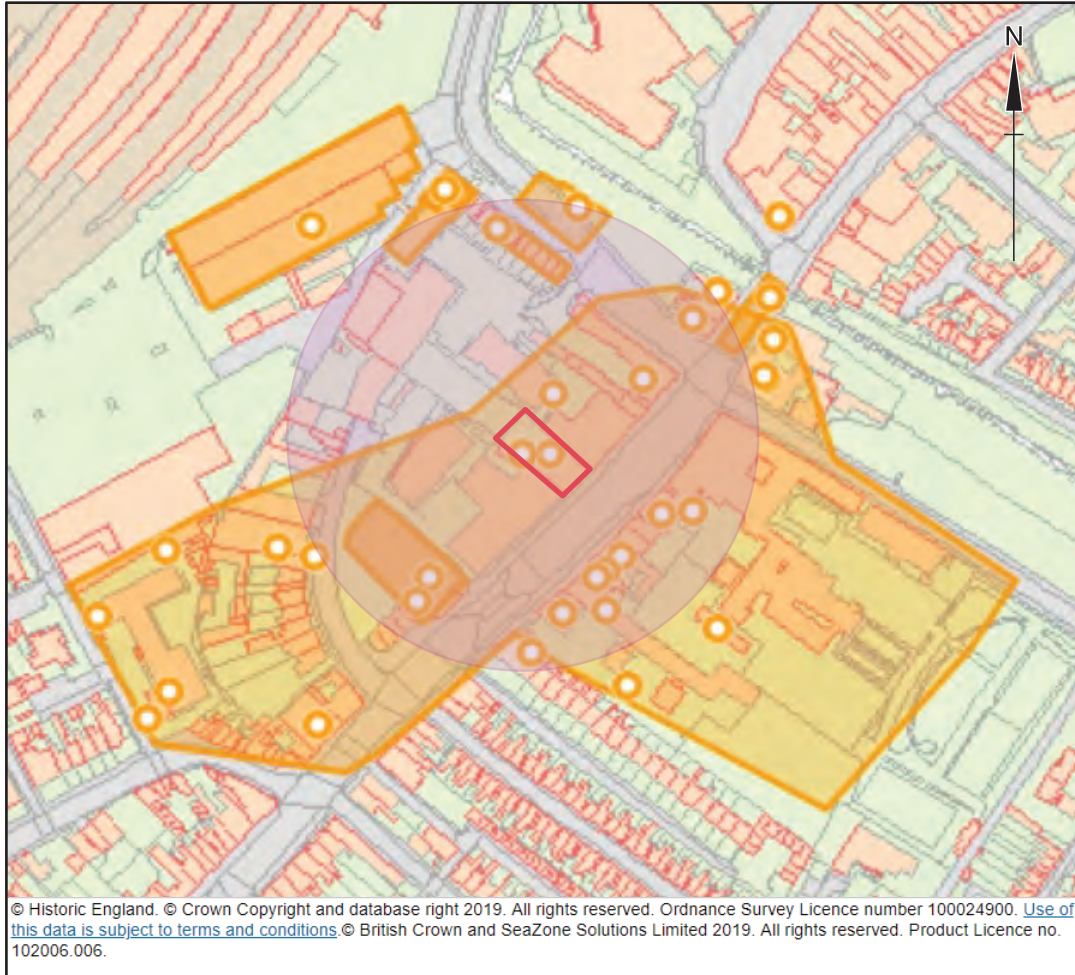 N
© Historic England. © Crown Copyright and database right 2019. All rights reserved. Ordnance Survey Licence number 100024900. Use of
this data is subject to terms and conditions.© British Crown and SeaZone Solutions Limited 2019. All rights reserved. Product Licence no.
102006.006.